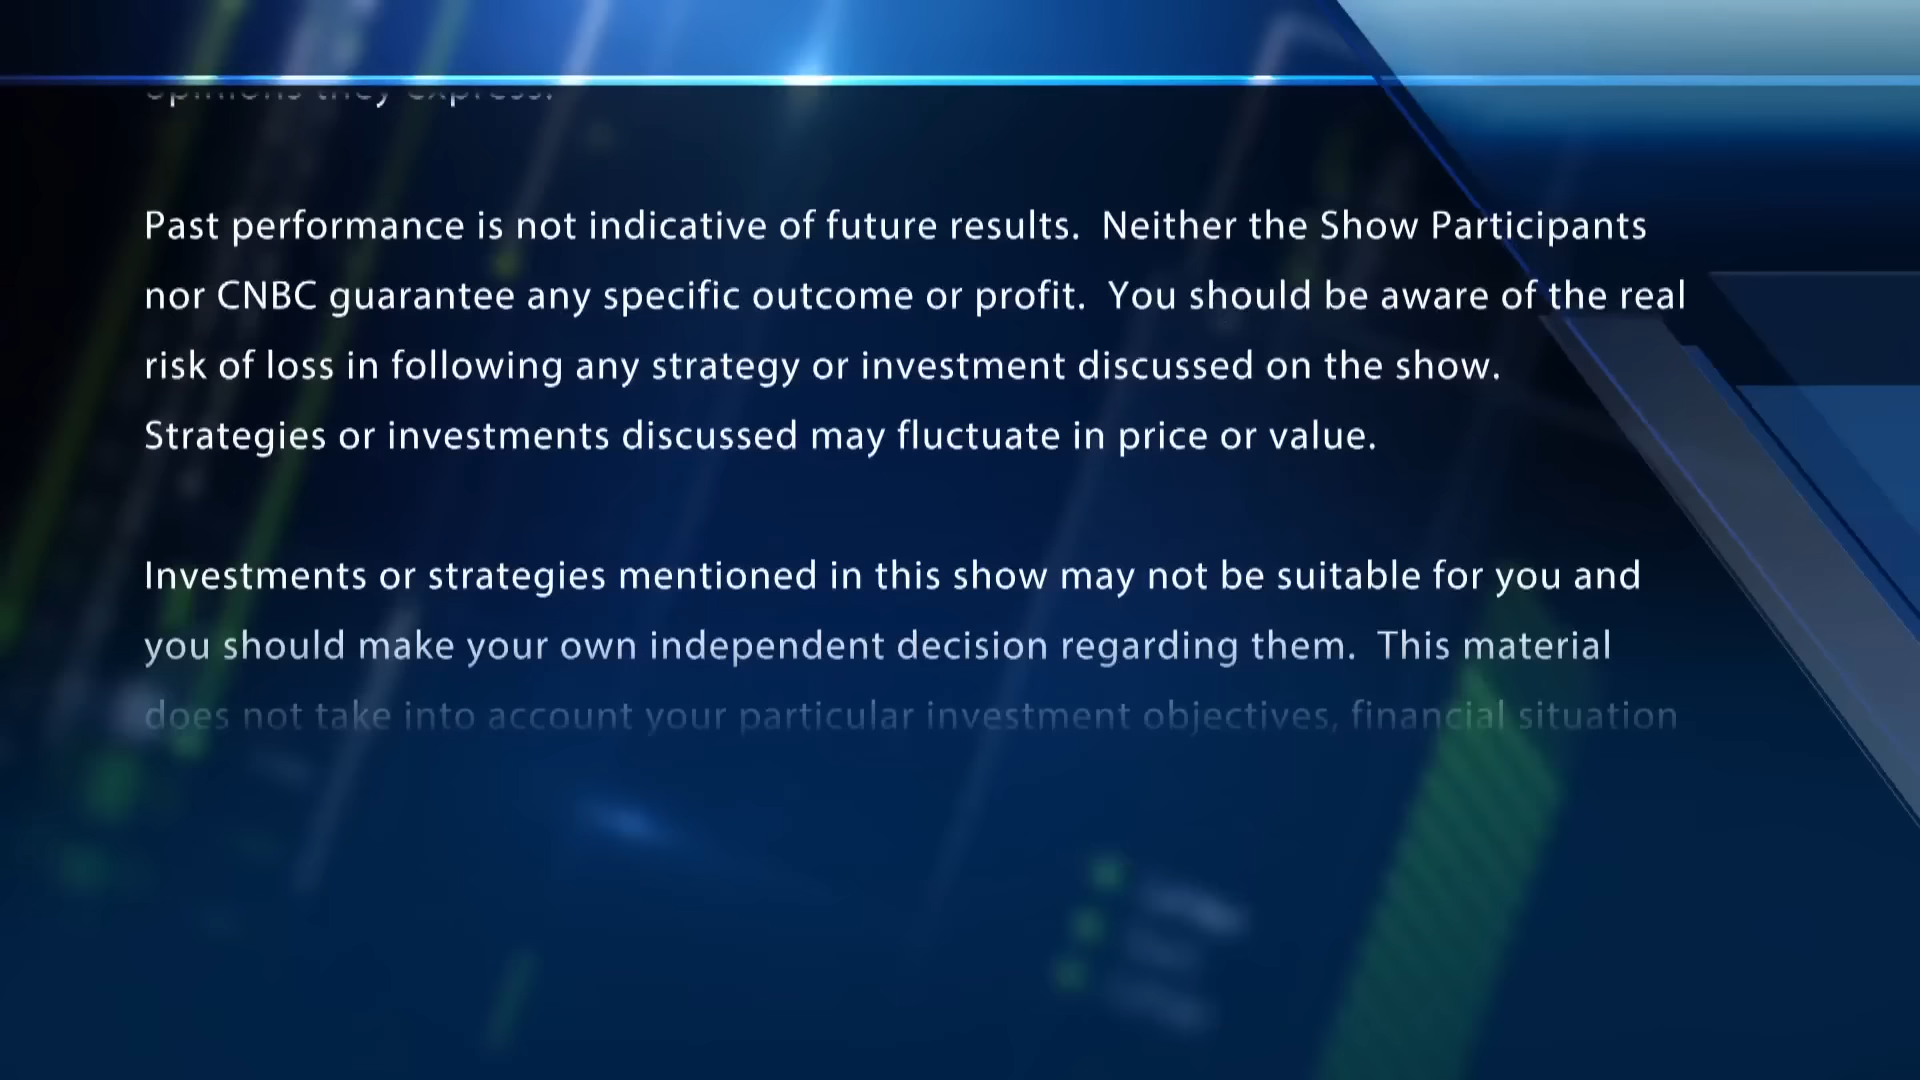 opinions they express.
Past performance is not indicative of future results.  Neither the Show Participants
nor CNBC guarantee any specific outcome or profit.  You should be aware of the real
risk of loss in following any strategy or investment discussed on the show.
Strategies or investments discussed may fluctuate in price or value.
Investments or strategies mentioned in this show may not be suitable for you and
you should make your own independent decision regarding them.  This material
does not take into account your particular investment objectives, financial situation